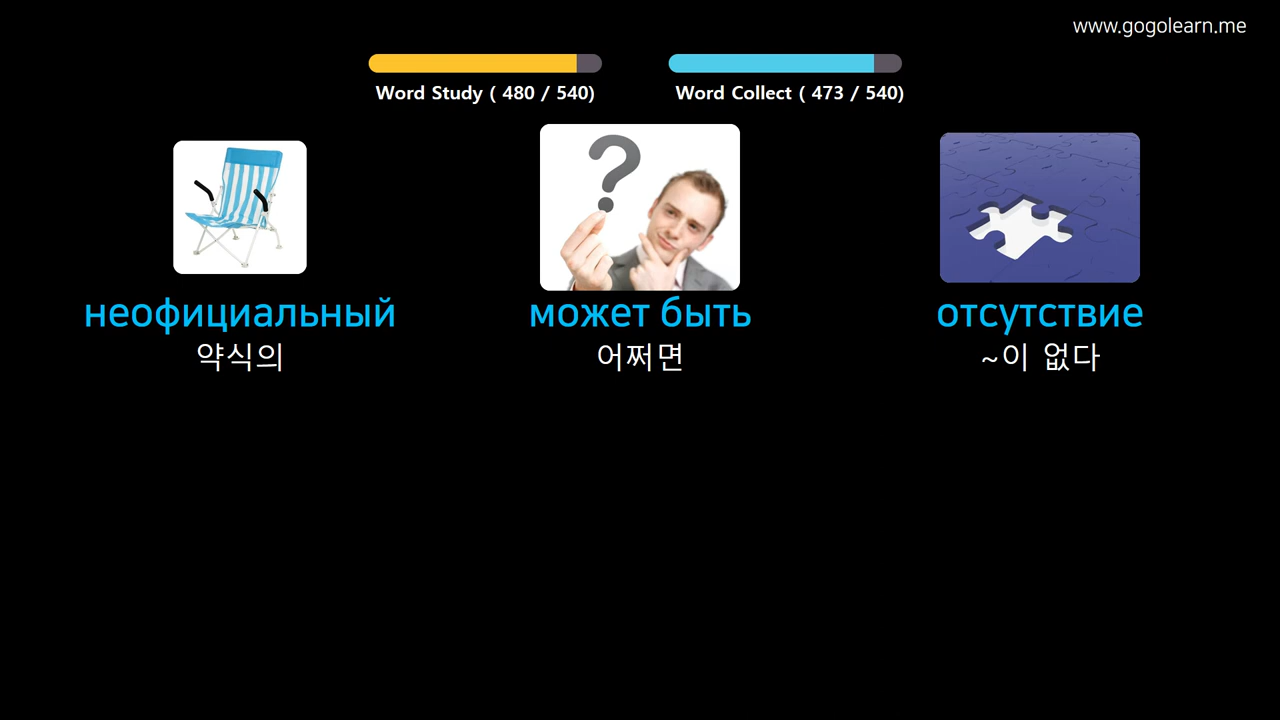 www.gogolearn.me
Word Study ( 480 / 540)
Word Collect ( 473 / 540)
неофициальный
может быть
отсутствие
약식의
어쩌면
~이 없다